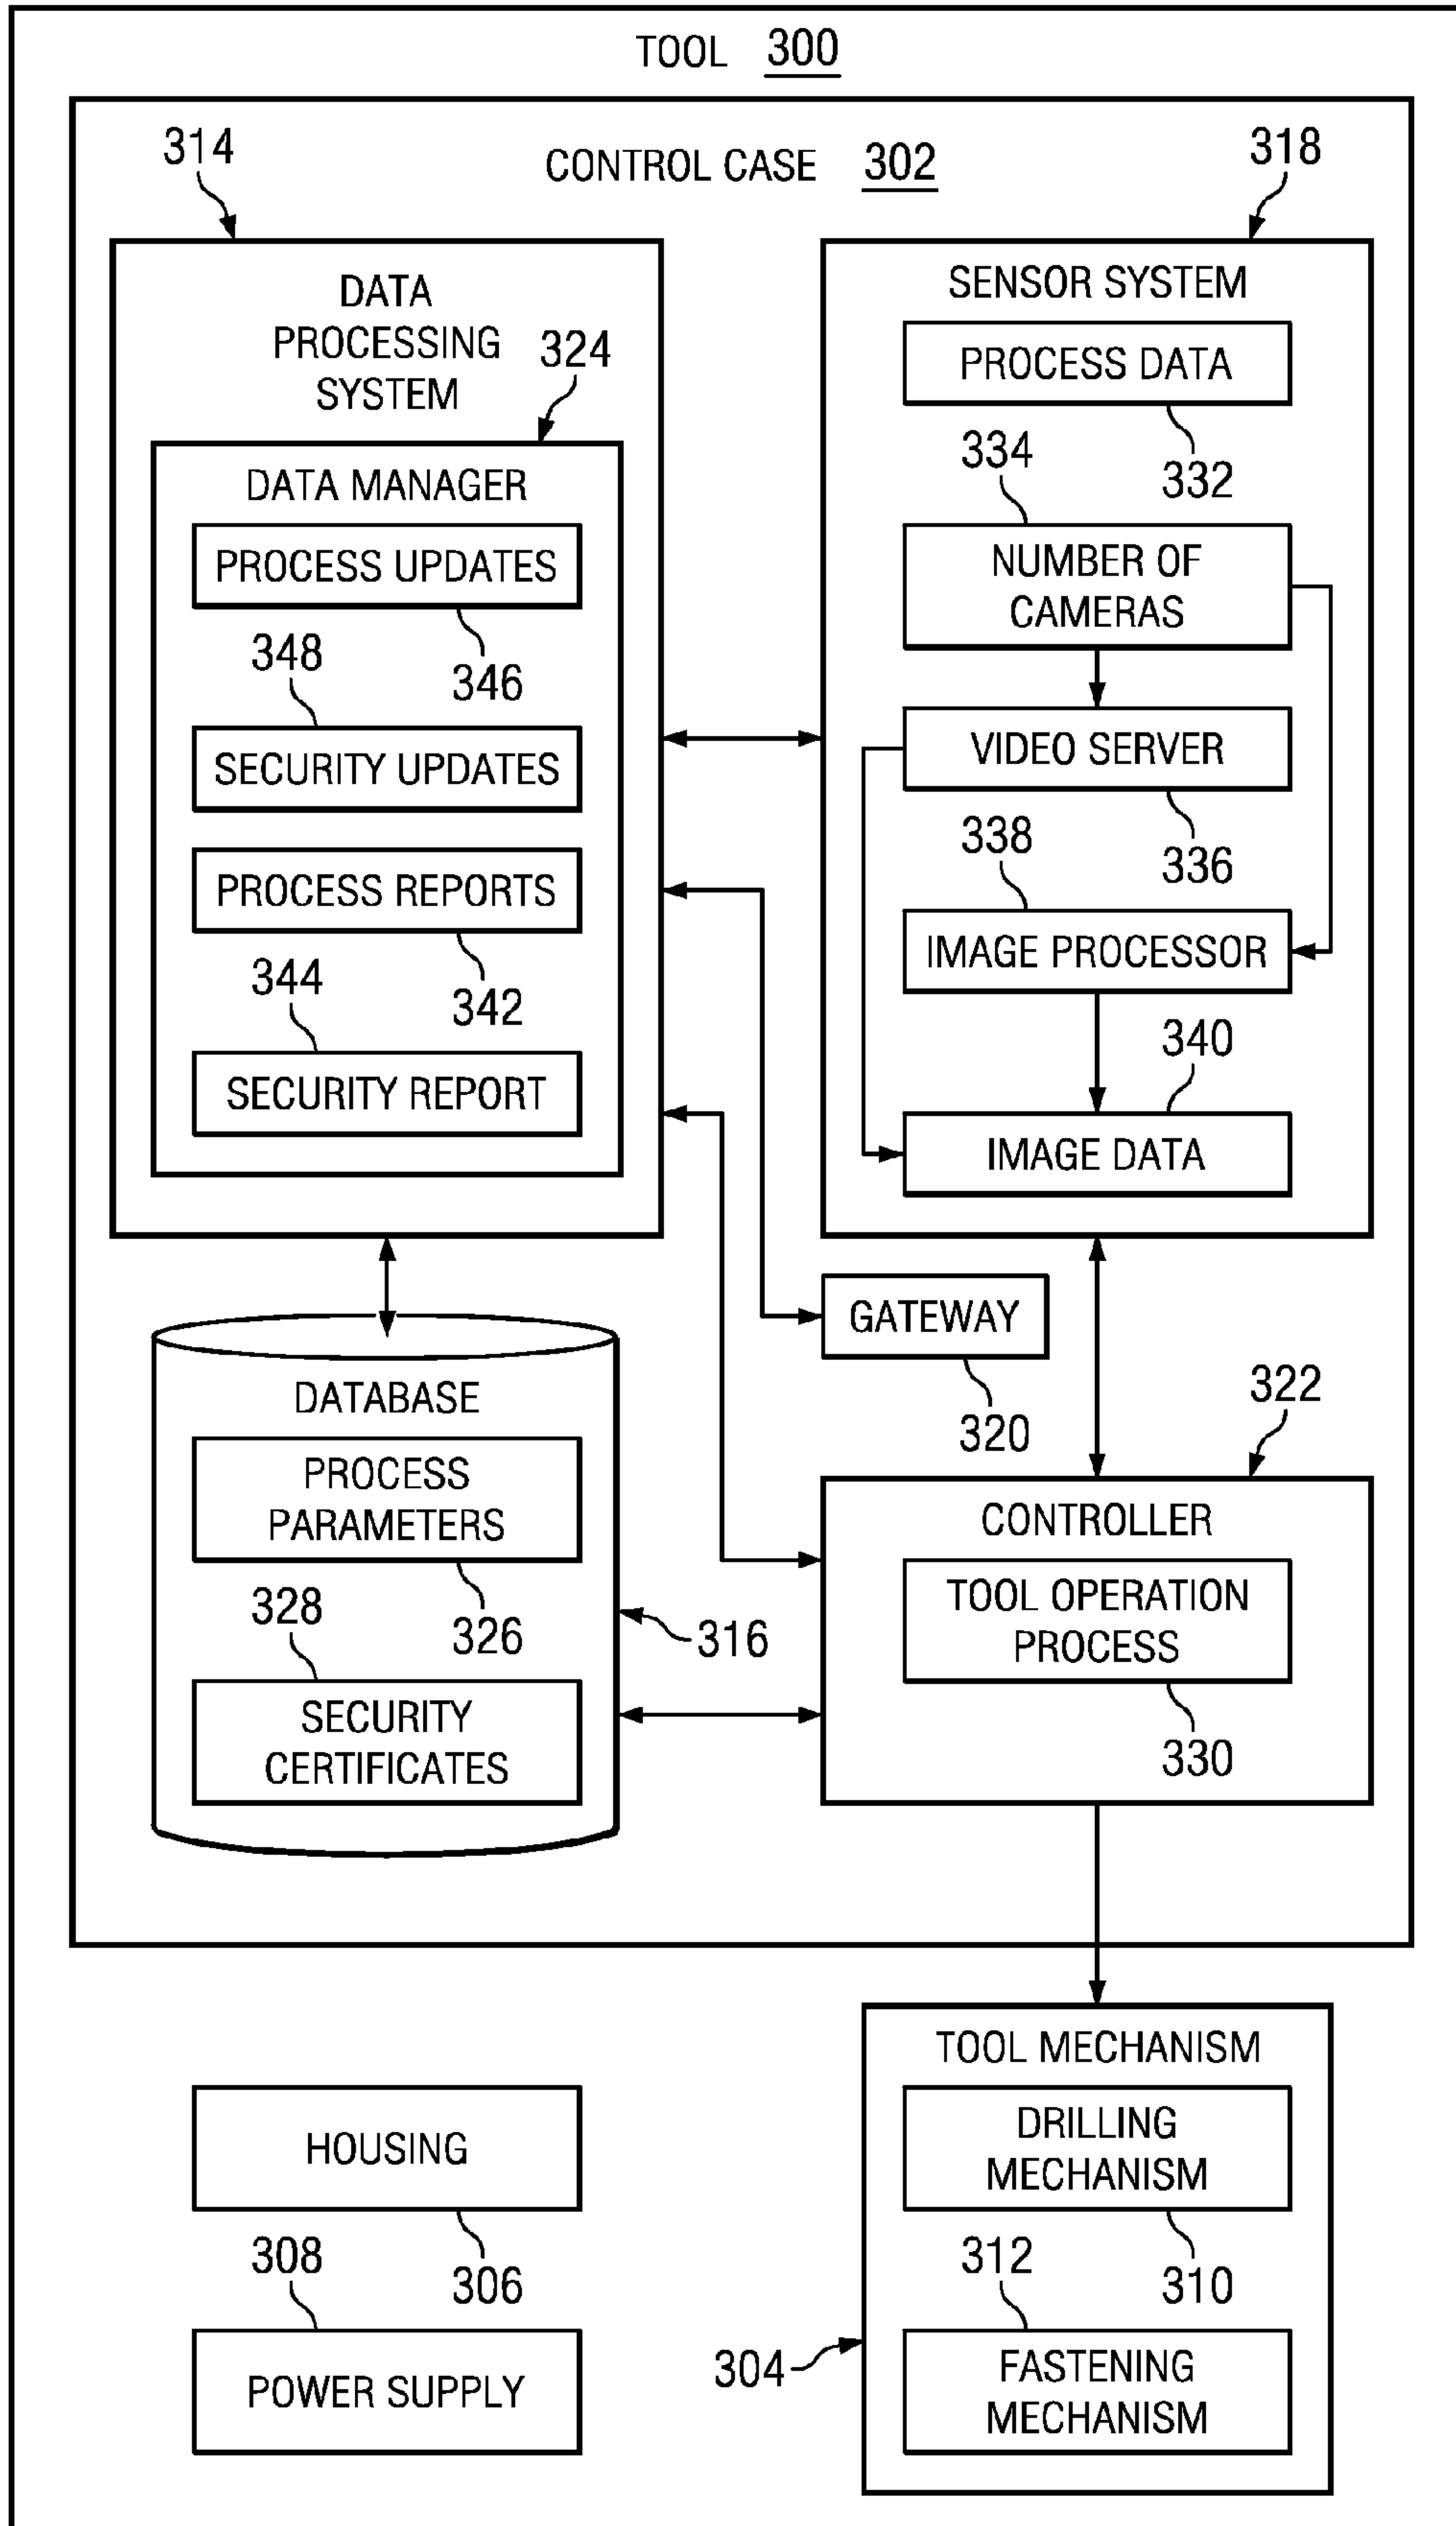 TOOL 300
CONTROL CASE 302
314
318
DATA
PROCESSING
SYSTEM
324
DATA MANAGER
PROCESS UPDATES
346
348
SECURITY UPDATES
PROCESS REPORTS
342
344
SECURITY REPORT
SENSOR SYSTEM
PROCESS DATA
332
334
NUMBER OF
CAMERAS
VIDEO SERVER
336
338
IMAGE PROCESSOR
340
IMAGE DATA
GATEWAY
320
DATABASE
PROCESS
PARAMETERS
326
328
SECURITY
CERTIFICATES
316
322
CONTROLLER
TOOL OPERATION
PROCESS
330
HOUSING
306
308
POWER SUPPLY
TOOL MECHANISM
DRILLING
MECHANISM
310
312
FASTENING
MECHANISM
304